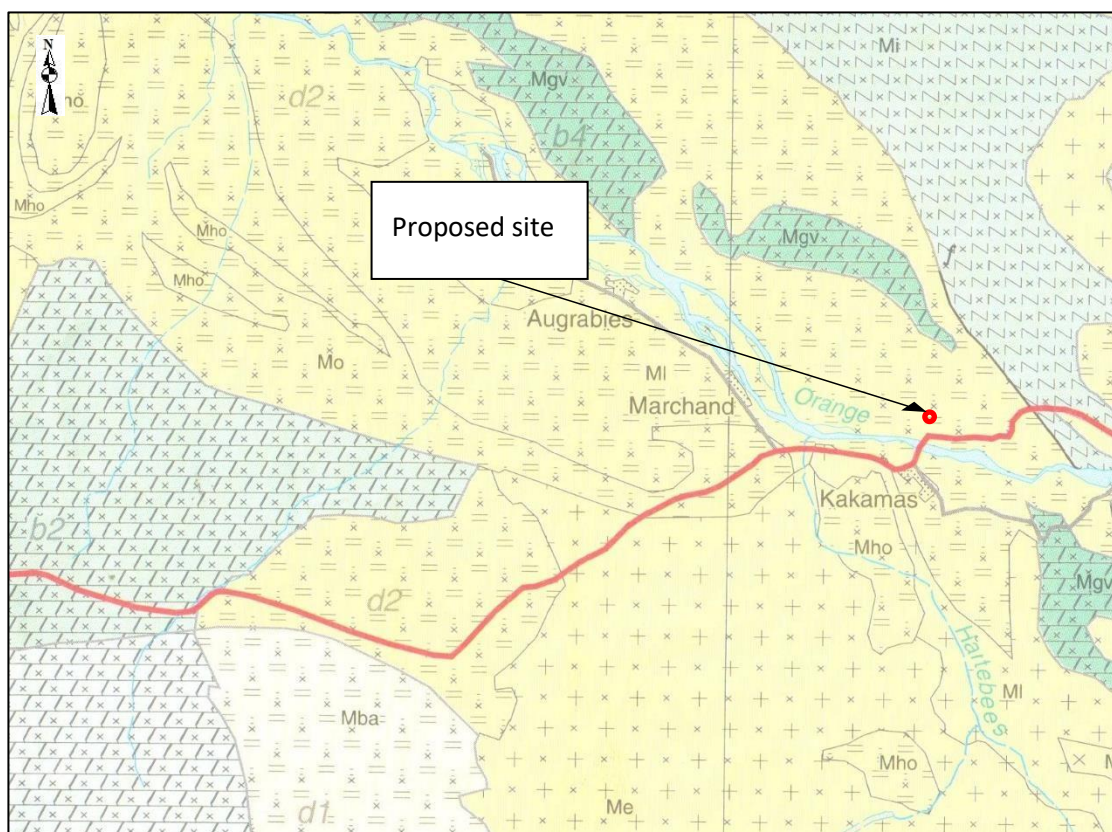 N
Mho
d2
Mgv
b4
Mi
Mho
Mho
Mho
Proposed site
Mgv
f
Augrabies
Mo
Ml
Marchand
Orange
Kakamas
b2
Mho
Mgv
d2
Hartebees
Ml
Mba
Mho
M
d1
Me